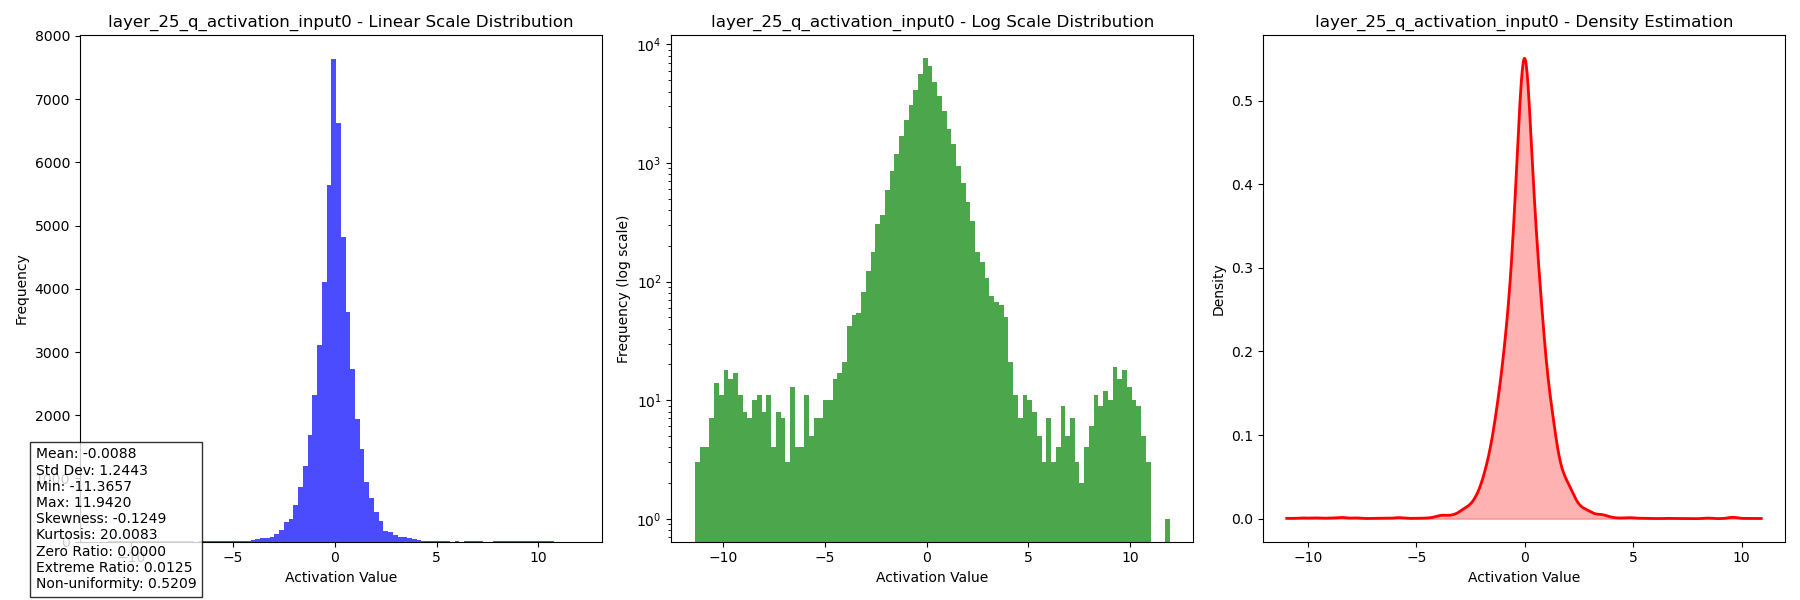 layer_25_q_activation_input0 - Linear Scale Distribution
8000
7000
6000
5000
4000
3000
2000
Frequency
−5
0
5
10
Activation Value
Mean: -0.0088
Std Dev: 1.2443
Min: -11.3657
Max: 11.9420
Skewness: -0.1249
Kurtosis: 20.0083
Zero Ratio: 0.0000
Extreme Ratio: 0.0125
Non-uniformity: 0.5209
layer_25_q_activation_input0 - Log Scale Distribution
10⁴
10³
10²
10¹
10⁰
Frequency (log scale)
−10
−5
0
5
10
Activation Value
layer_25_q_activation_input0 - Density Estimation
0.5
0.4
0.3
0.2
0.1
0.0
Density
−10
−5
0
5
10
Activation Value